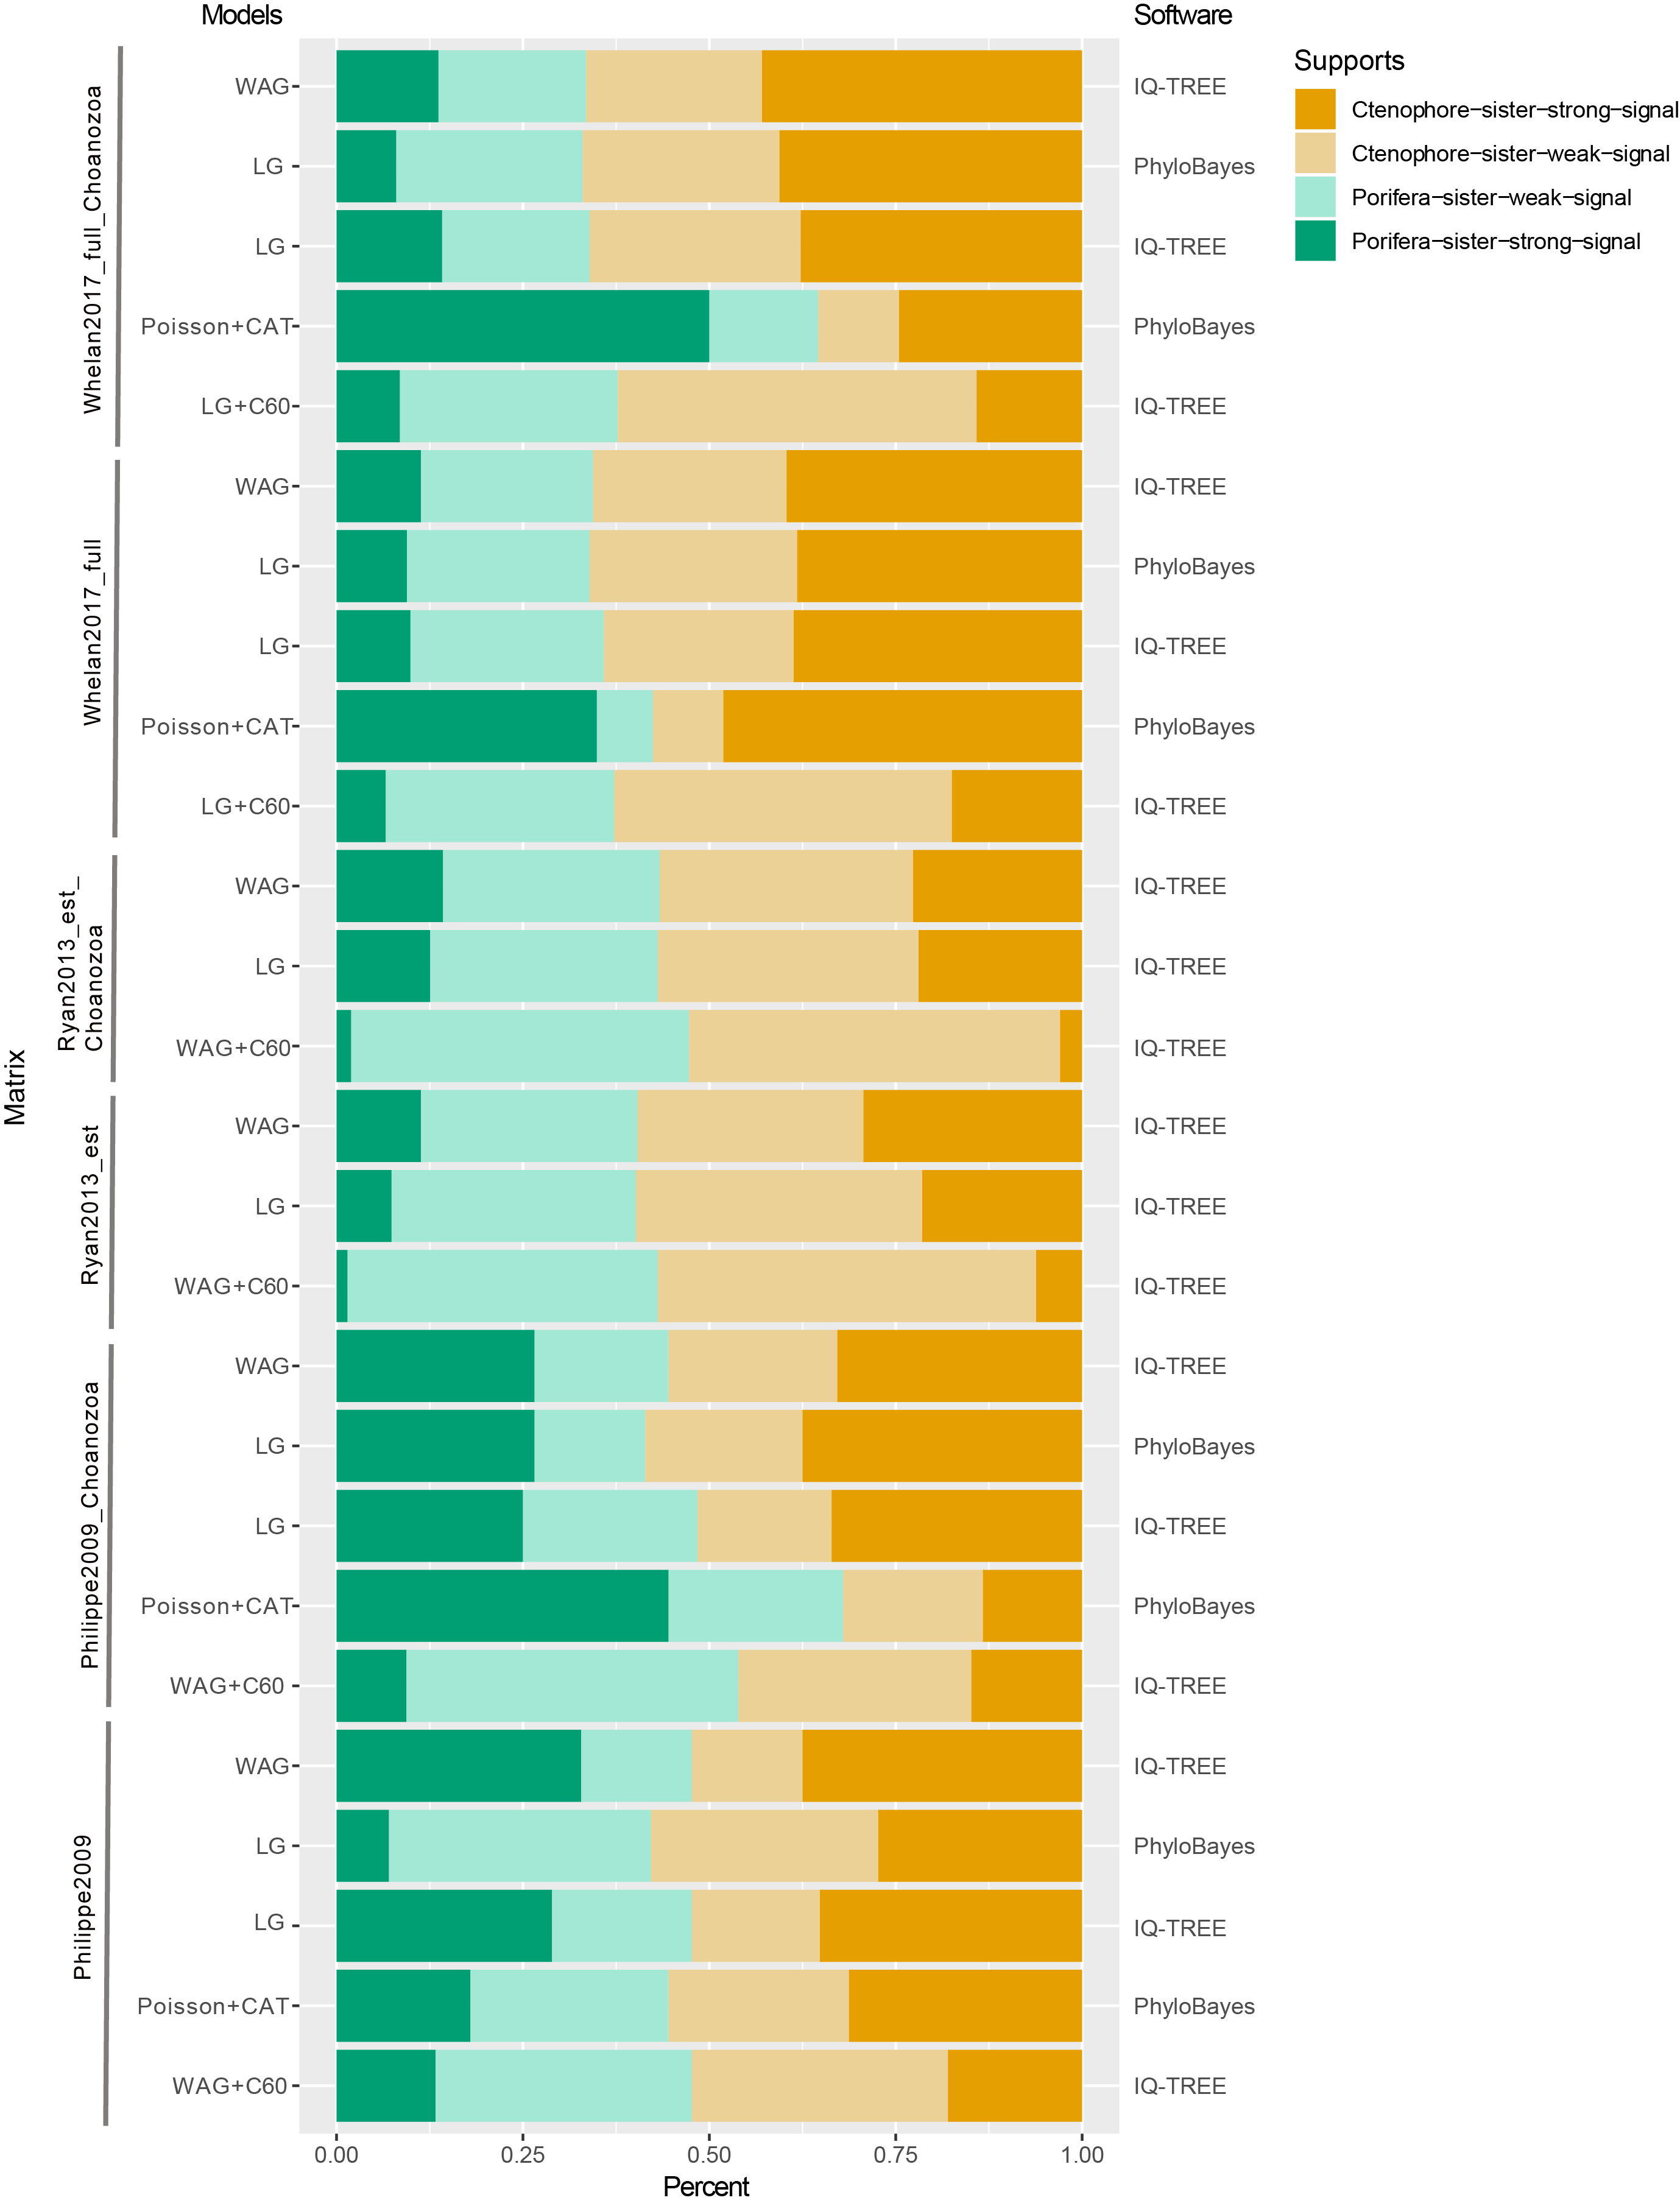 Models Software
Supports
Ctenophore-sister-strong-signal
Ctenophore-sister-weak-signal
Porifera-sister-weak-signal
Porifera-sister-strong-signal
Matrix
Whelan2017_full_Choanozoa
WAG IQ-TREE
LG PhyloBayes
LG IQ-TREE
Poisson+CAT PhyloBayes
LG+C60 IQ-TREE
Whelan2017_full
WAG IQ-TREE
LG PhyloBayes
LG IQ-TREE
Poisson+CAT PhyloBayes
LG+C60 IQ-TREE
Ryan2013_est_
Choanozoa
WAG IQ-TREE
LG IQ-TREE
WAG+C60 IQ-TREE
Ryan2013_est
WAG IQ-TREE
LG IQ-TREE
WAG+C60 IQ-TREE
Philippe2009_Choanozoa
WAG IQ-TREE
LG PhyloBayes
LG IQ-TREE
Poisson+CAT PhyloBayes
WAG+C60 IQ-TREE
Philippe2009
WAG IQ-TREE
LG PhyloBayes
LG IQ-TREE
Poisson+CAT PhyloBayes
WAG+C60 IQ-TREE
0.00 0.25 0.50 0.75 1.00
Percent